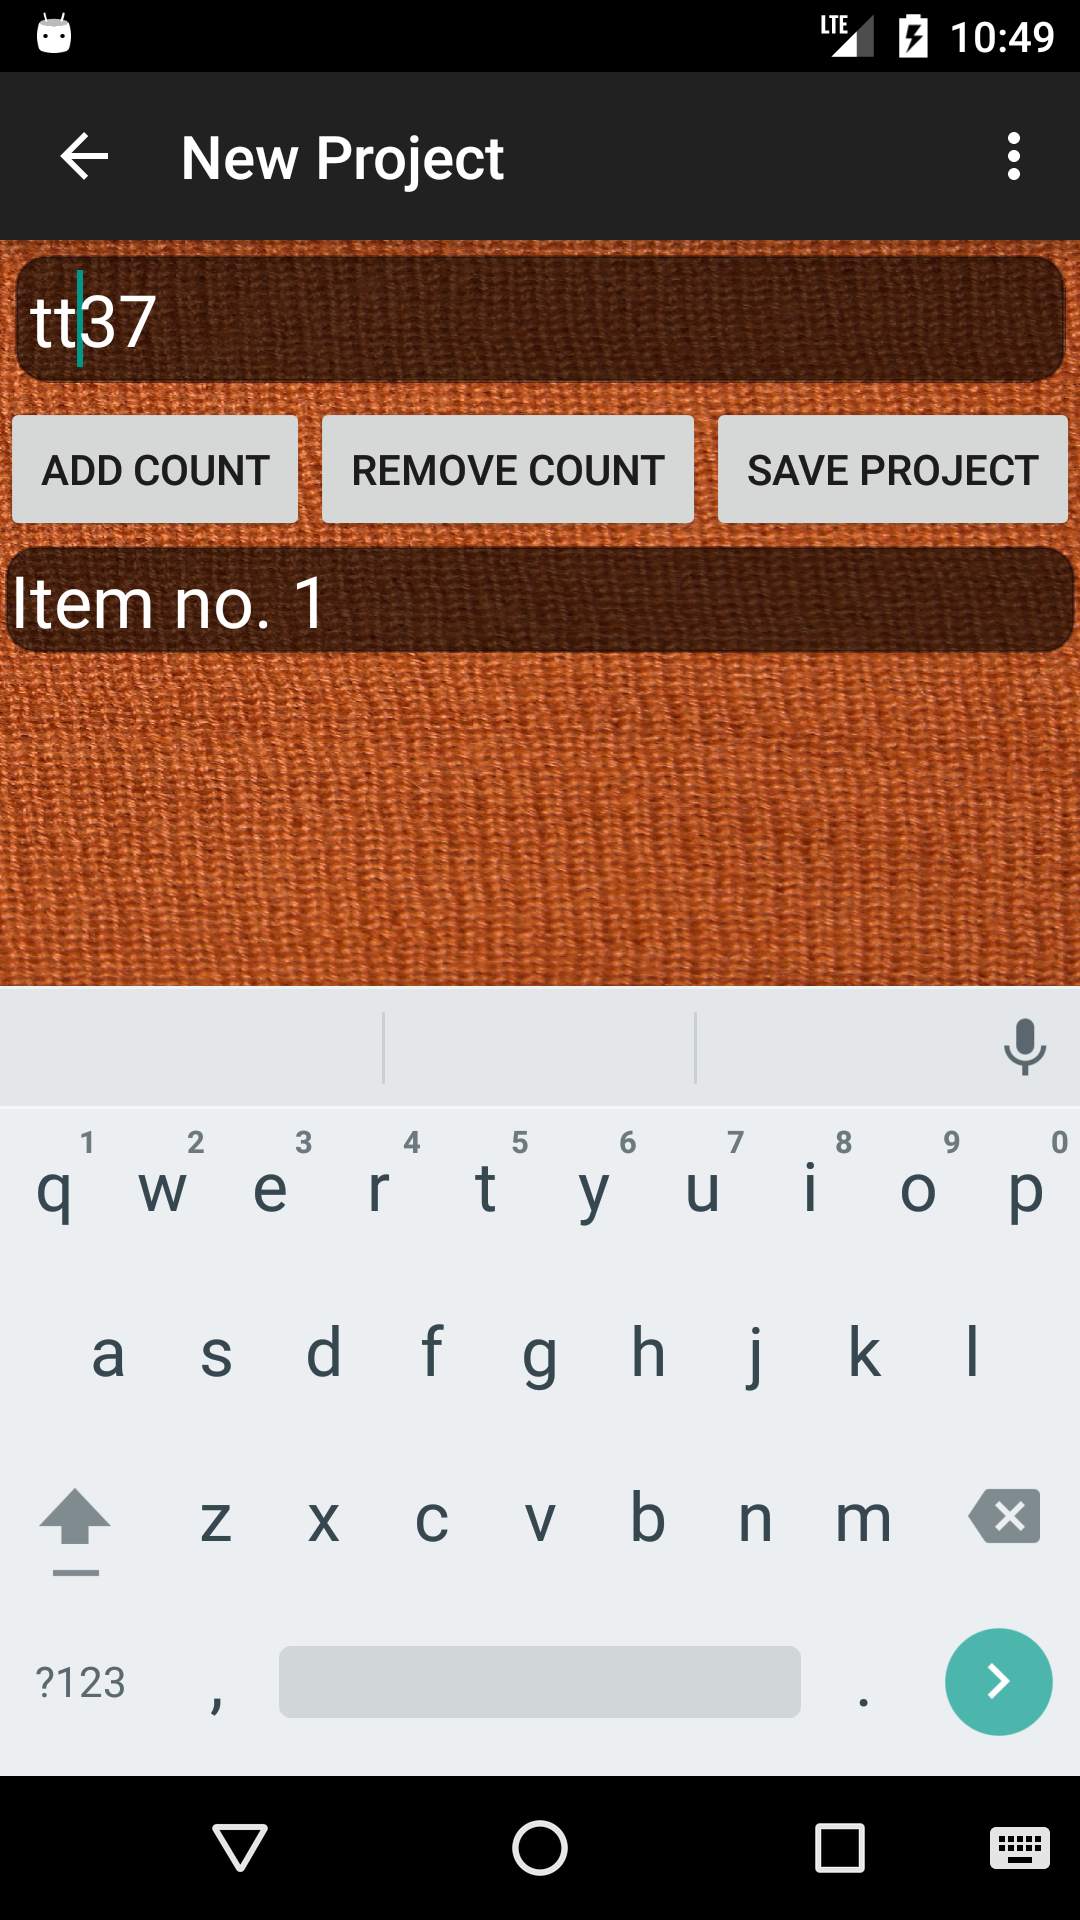 LTE 10:49
New Project
tt37
ADD COUNT REMOVE COUNT SAVE PROJECT
Item no. 1
1 2 3 4 5 6 7 8 9 0
q w e r t y u i o p
a s d f g h j k l
z x c v b n m
?123 , .